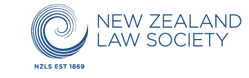 NEW ZEALAND
LAW SOCIETY
NZLS EST 1869